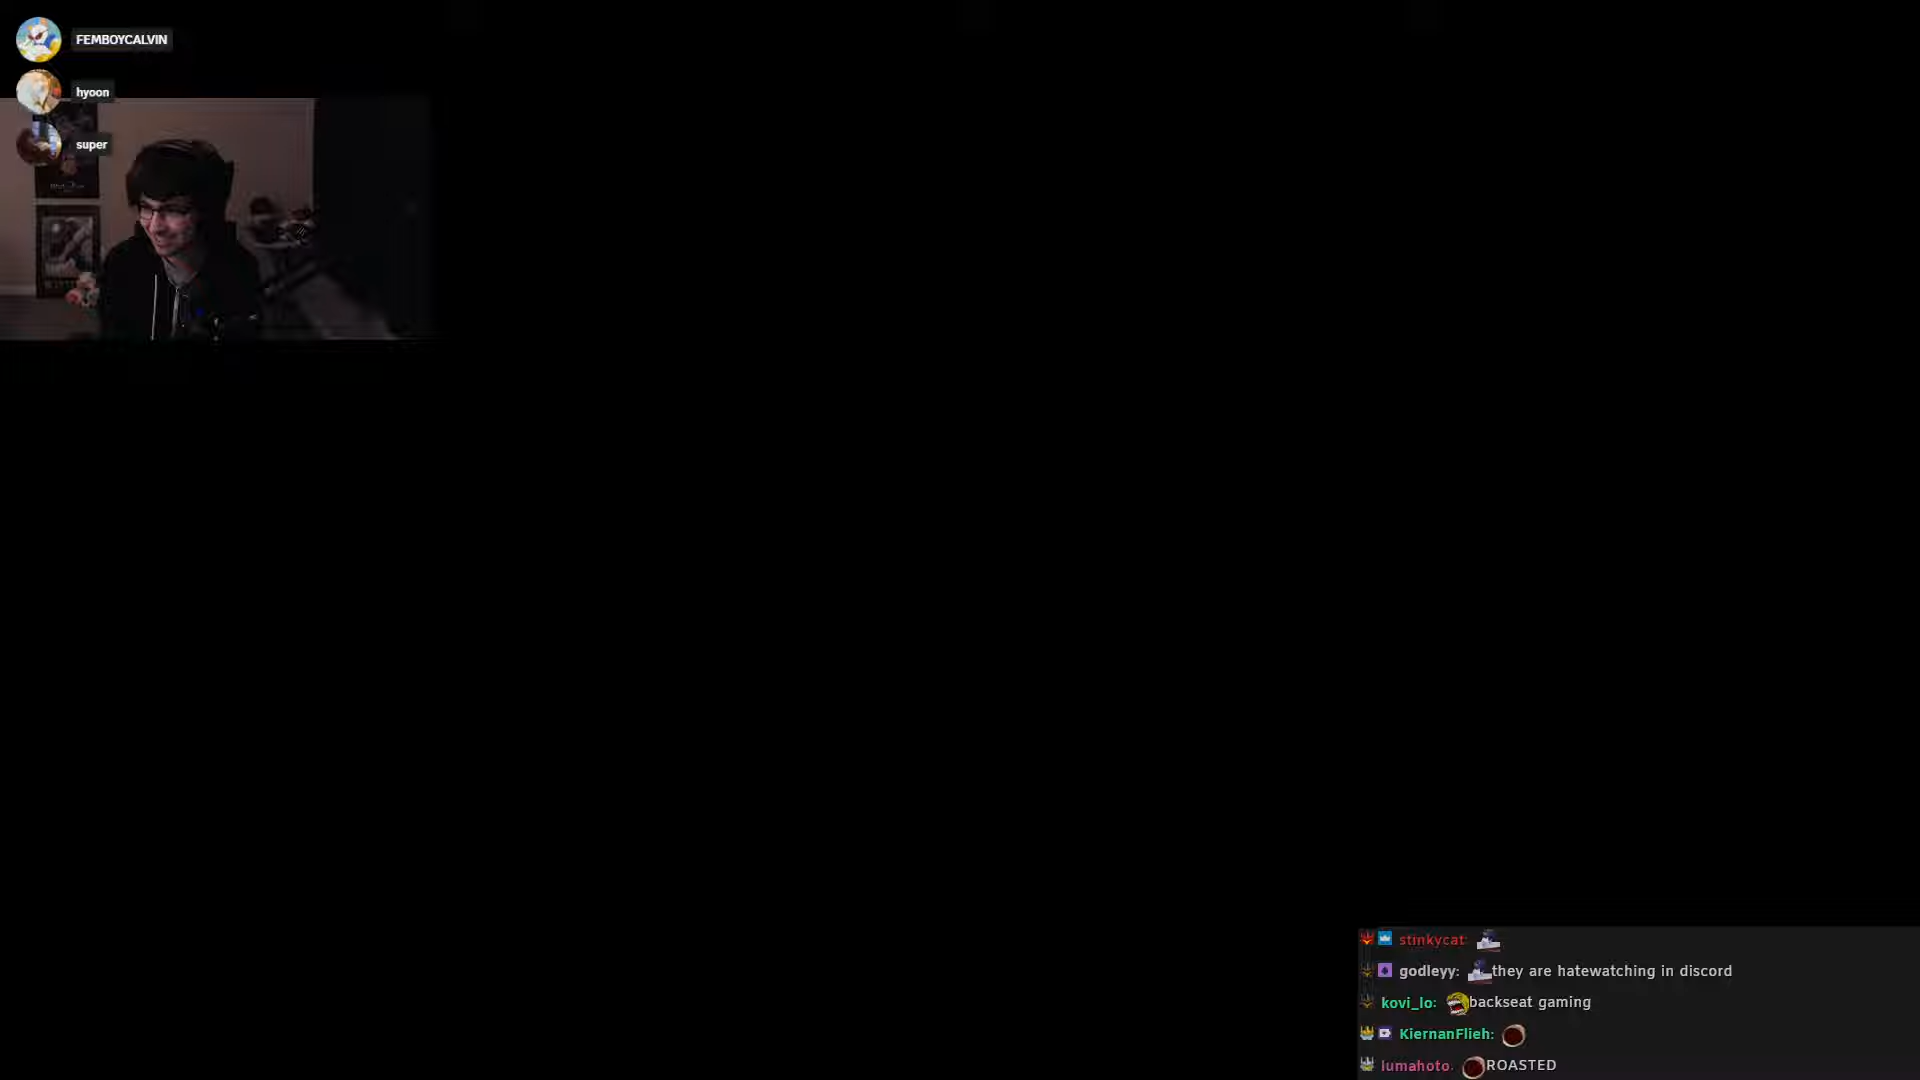 FEMBOYCALVIN
hyoon
super
stinkycat:
godleyy: they are hatewatching in discord
kovi_lo: backseat gaming
KiernanFlieh:
lumahoto: ROASTED